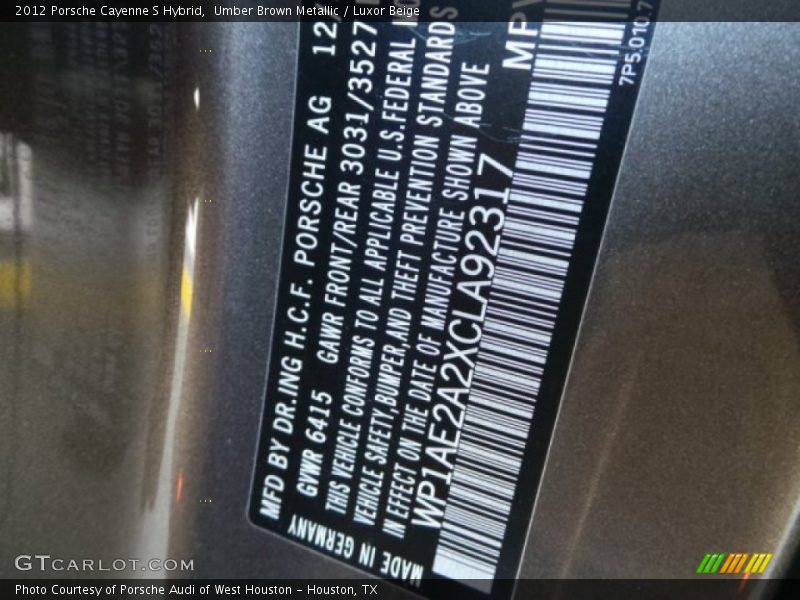 2012 Porsche Cayenne S Hybrid, Umber Brown Metallic / Luxor Beige
MFD BY DR.ING H.C.F. PORSCHE AG 12/
GVWR 6415 GAWR FRONT/REAR 3031/3527
THIS VEHICLE CONFORMS TO ALL APPLICABLE U.S.FEDERAL
VEHICLE SAFETY,BUMPER,AND THEFT PREVENTION STANDARDS
IN EFFECT ON THE DATE OF MANUFACTURE SHOWN ABOVE
WP1AE2A2XCLA92317 MPV
7P5.010.7
MADE IN GERMANY
GTCARLOT.COM
Photo Courtesy of Porsche Audi of West Houston – Houston, TX